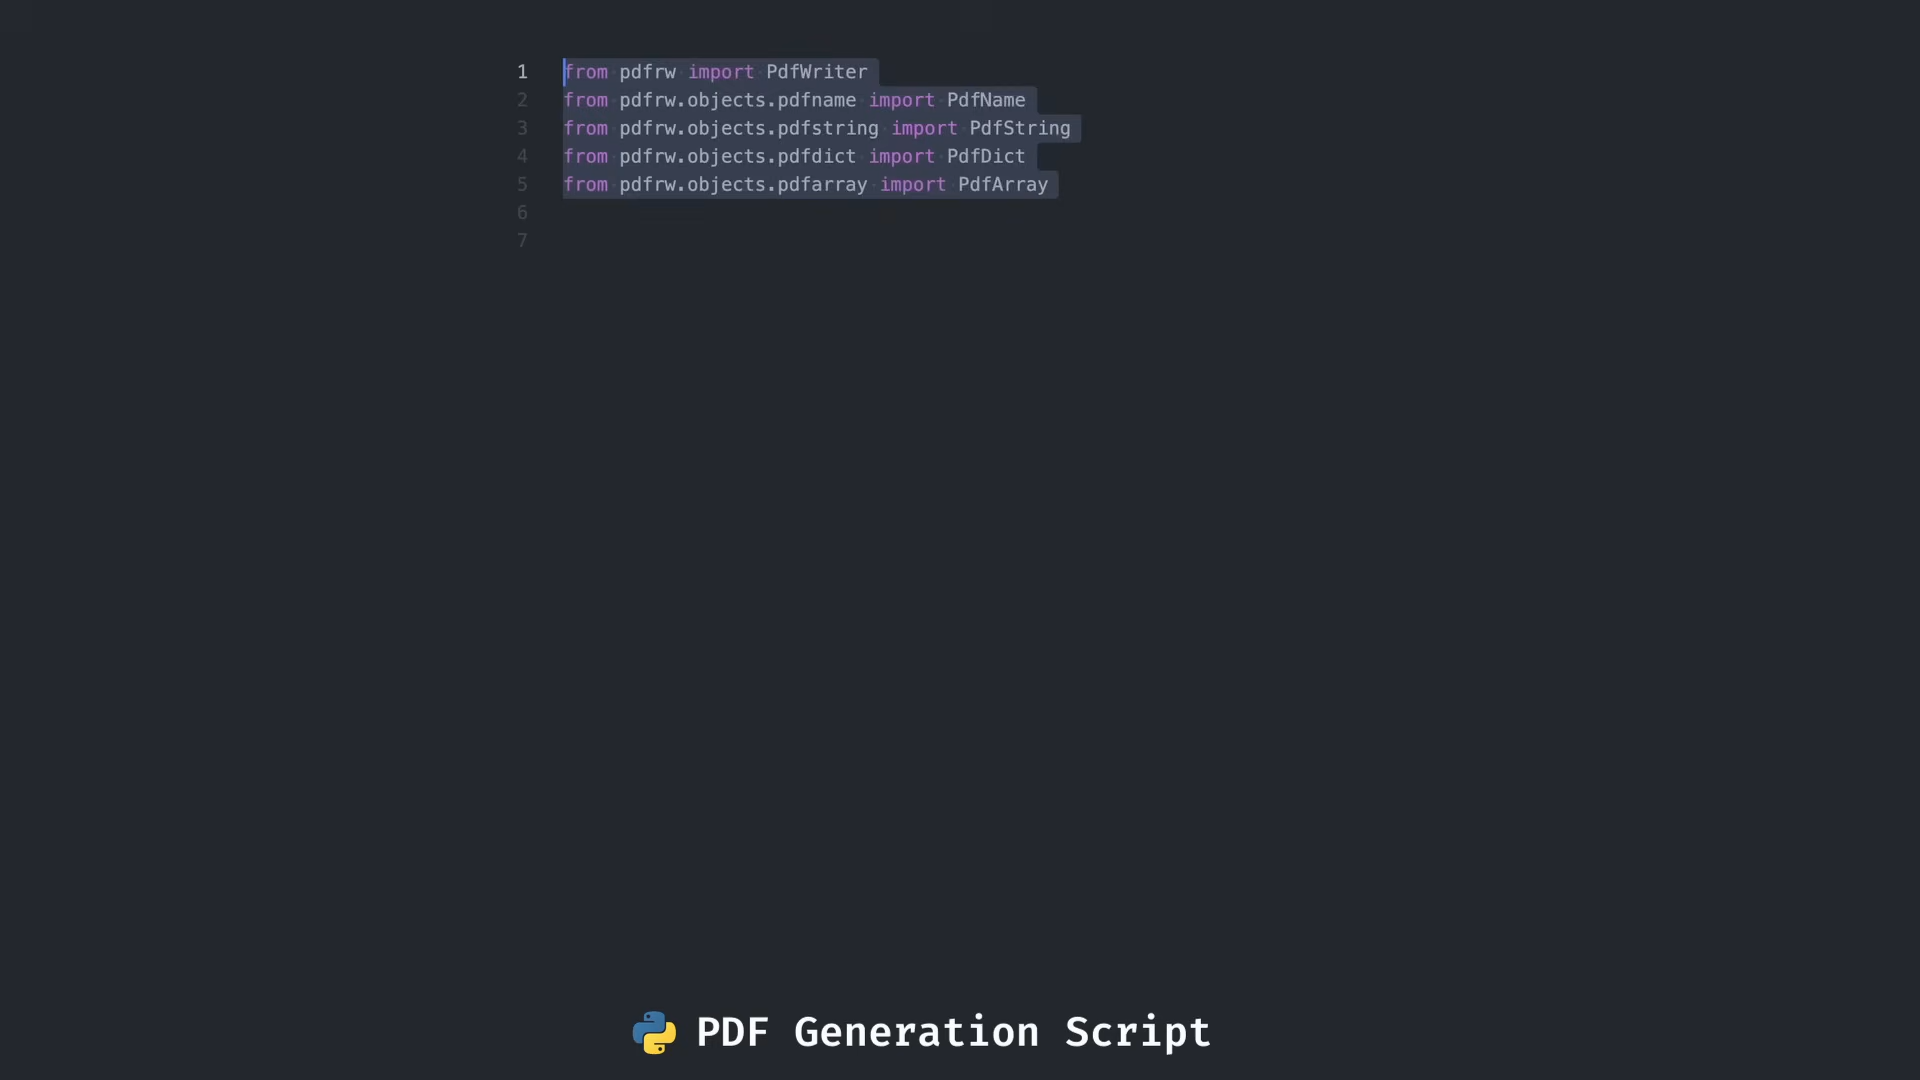 1 from pdfrw import PdfWriter
2 from pdfrw.objects.pdfname import PdfName
3 from pdfrw.objects.pdfstring import PdfString
4 from pdfrw.objects.pdfdict import PdfDict
5 from pdfrw.objects.pdfarray import PdfArray
6
7
PDF Generation Script